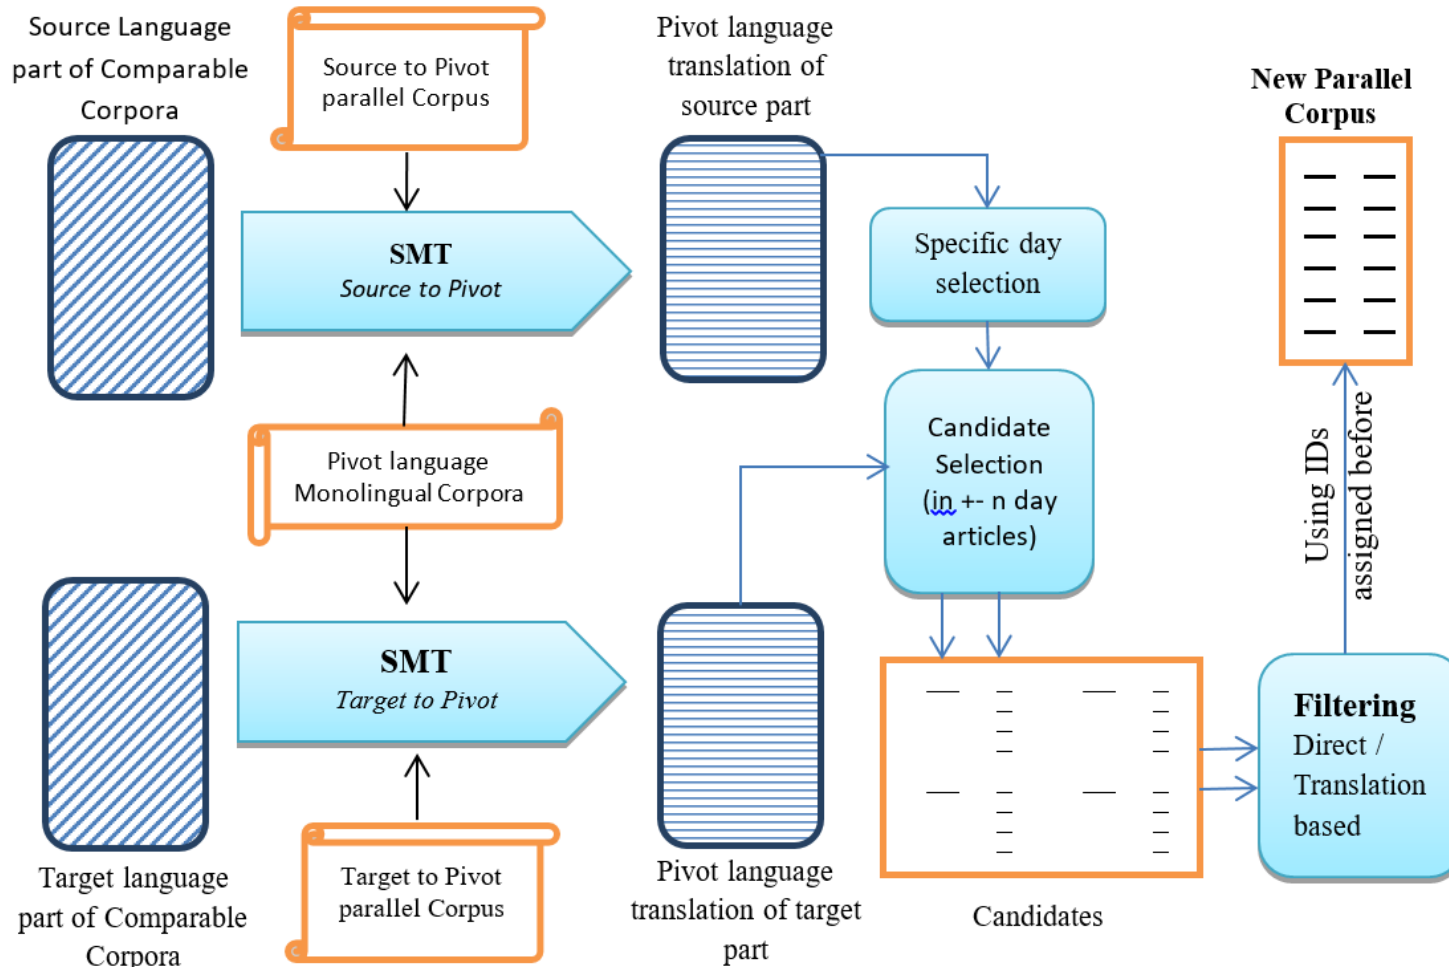 Source Language
part of Comparable
Corpora
Source to Pivot
parallel Corpus
Pivot language
translation of
source part
New Parallel
Corpus
SMT
Source to Pivot
Specific day
selection
Pivot language
Monolingual Corpora
Candidate
Selection
(in +- n day
articles)
Using IDs
assigned before
SMT
Target to Pivot
Filtering
Direct /
Translation
based
Target language
part of Comparable
Corpora
Target to Pivot
parallel Corpus
Pivot language
translation of target
part
Candidates